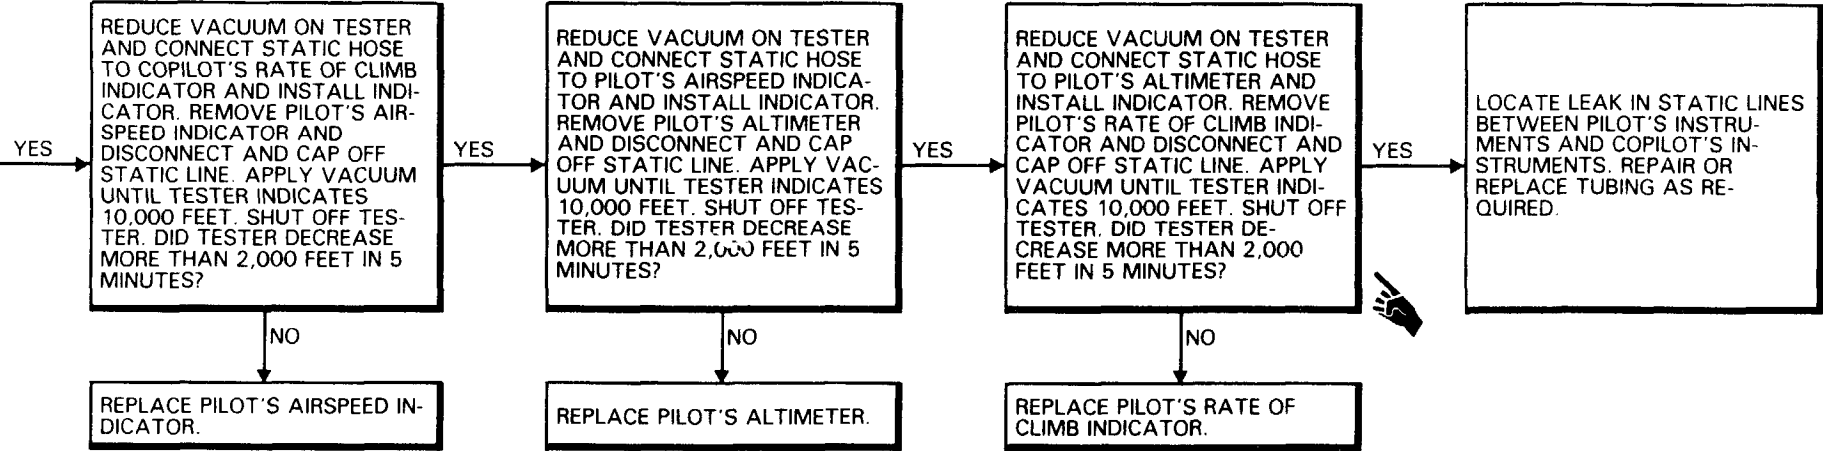 YES
REDUCE VACUUM ON TESTER
AND CONNECT STATIC HOSE
TO COPILOT'S RATE OF CLIMB
INDICATOR AND INSTALL INDI-
CATOR. REMOVE PILOT'S AIR-
SPEED INDICATOR AND
DISCONNECT AND CAP OFF
STATIC LINE. APPLY VACUUM
UNTIL TESTER INDICATES
10,000 FEET. SHUT OFF TES-
TER. DID TESTER DECREASE
MORE THAN 2,000 FEET IN 5
MINUTES?
NO
REPLACE PILOT'S AIRSPEED IN-
DICATOR.
YES
REDUCE VACUUM ON TESTER
AND CONNECT STATIC HOSE
TO PILOT'S AIRSPEED INDICA-
TOR AND INSTALL INDICATOR.
REMOVE PILOT'S ALTIMETER
AND DISCONNECT AND CAP
OFF STATIC LINE. APPLY VAC-
UUM UNTIL TESTER INDICATES
10,000 FEET. SHUT OFF TES-
TER. DID TESTER DECREASE
MORE THAN 2,000 FEET IN 5
MINUTES?
NO
REPLACE PILOT'S ALTIMETER.
YES
REDUCE VACUUM ON TESTER
AND CONNECT STATIC HOSE
TO PILOT'S ALTIMETER AND
INSTALL INDICATOR. REMOVE
PILOT'S RATE OF CLIMB INDI-
CATOR AND DISCONNECT AND
CAP OFF STATIC LINE. APPLY
VACUUM UNTIL TESTER INDI-
CATES 10,000 FEET. SHUT OFF
TESTER. DID TESTER DE-
CREASE MORE THAN 2,000
FEET IN 5 MINUTES?
NO
REPLACE PILOT'S RATE OF
CLIMB INDICATOR.
YES
LOCATE LEAK IN STATIC LINES
BETWEEN PILOT'S INSTRU-
MENTS AND COPILOT'S IN-
STRUMENTS. REPAIR OR
REPLACE TUBING AS RE-
QUIRED.